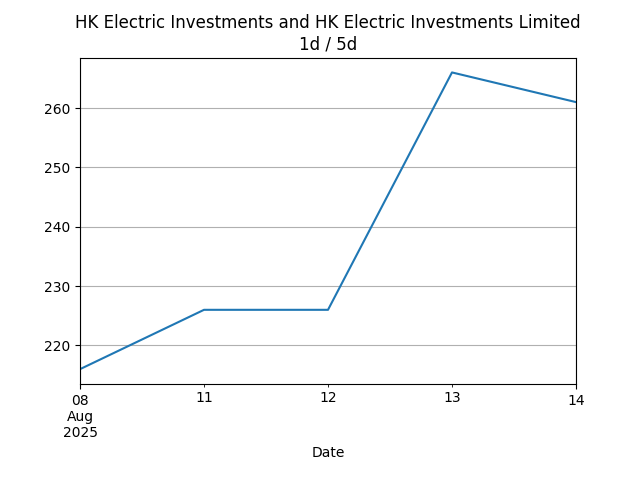 HK Electric Investments and HK Electric Investments Limited
1d / 5d
260
250
240
230
220
08
Aug
2025
11
12
13
14
Date